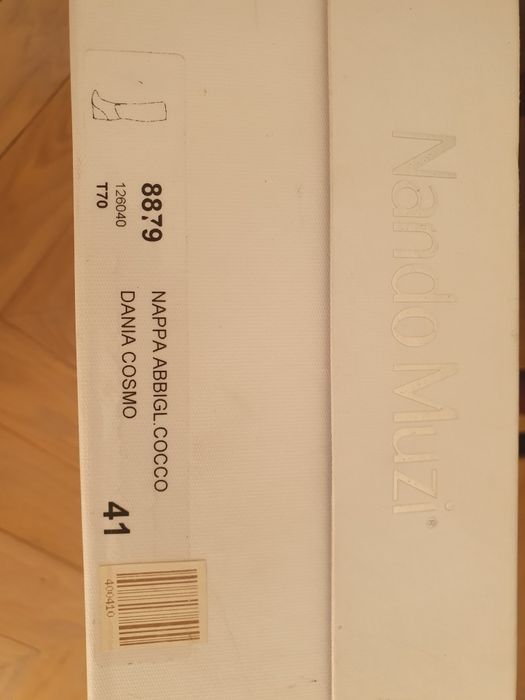 Nando Muzi®
8879
126040
T70
NAPPA ABBIGL.COCCO
DANIA COSMO
41
400410